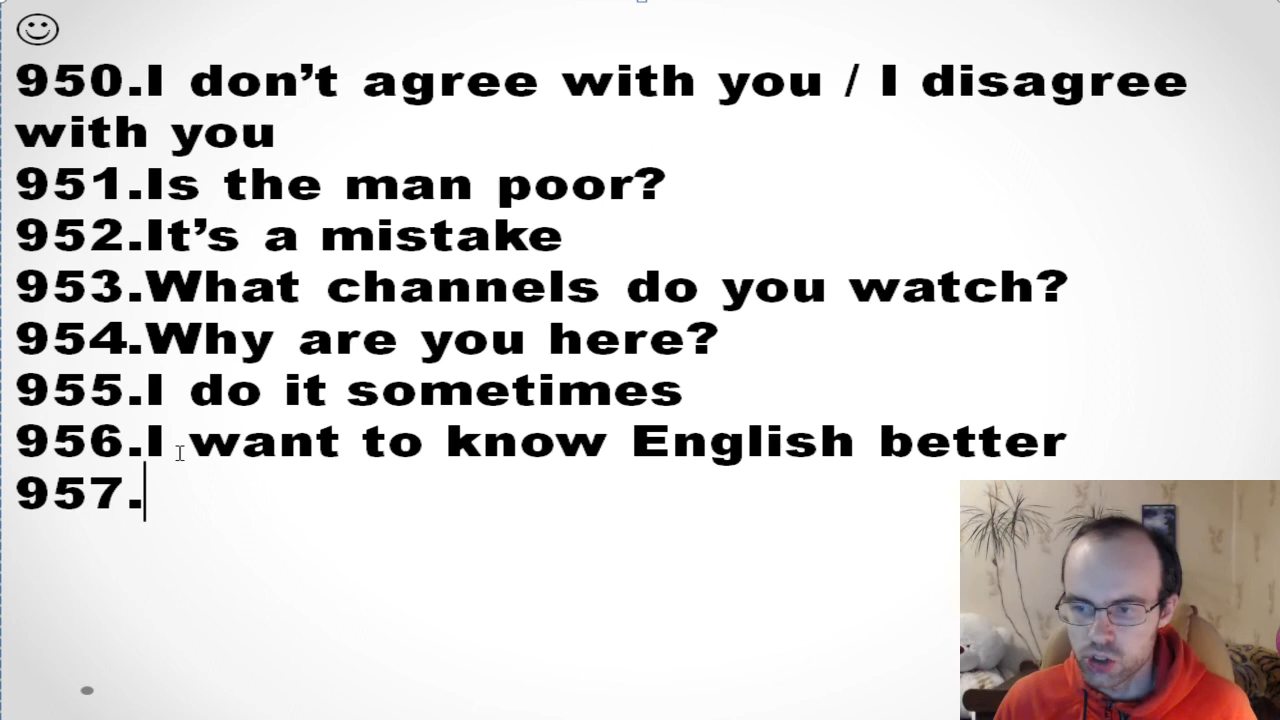 950.I don’t agree with you / I disagree
with you
951.Is the man poor?
952.It’s a mistake
953.What channels do you watch?
954.Why are you here?
955.I do it sometimes
956.I want to know English better
957.